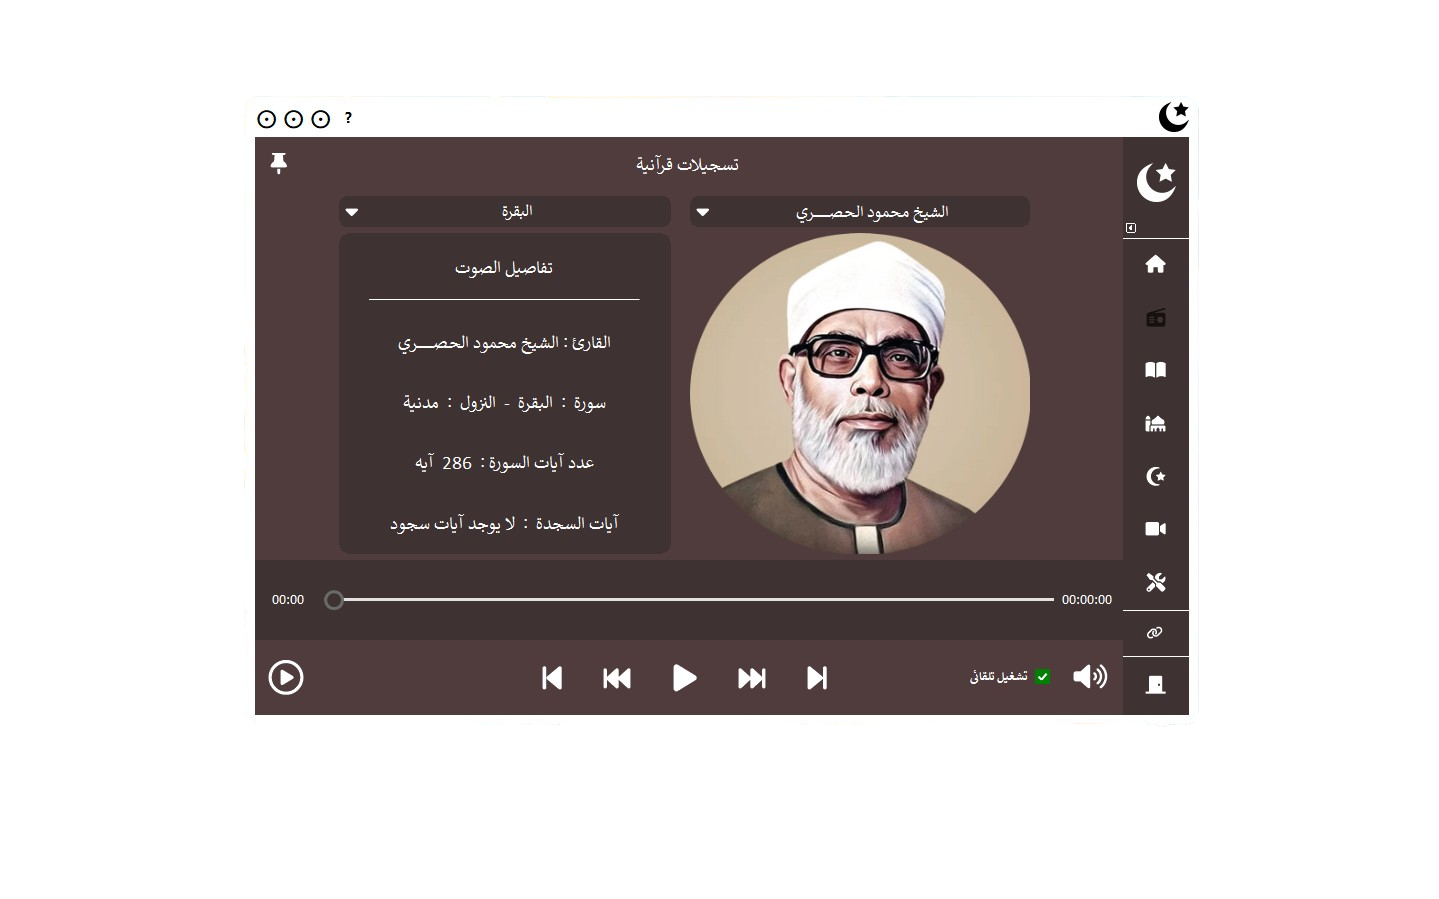 ?
تسجيلات قرآنية
الشيخ محمود الحصـــري
البقرة
تفاصيل الصوت
القارئ : الشيخ محمود الحصـــري
سورة : البقرة - النزول : مدنية
عدد آيات السورة : 286 آيه
آيات السجدة : لا يوجد آيات سجود
00:00
00:00:00
تشغيل تلقائى